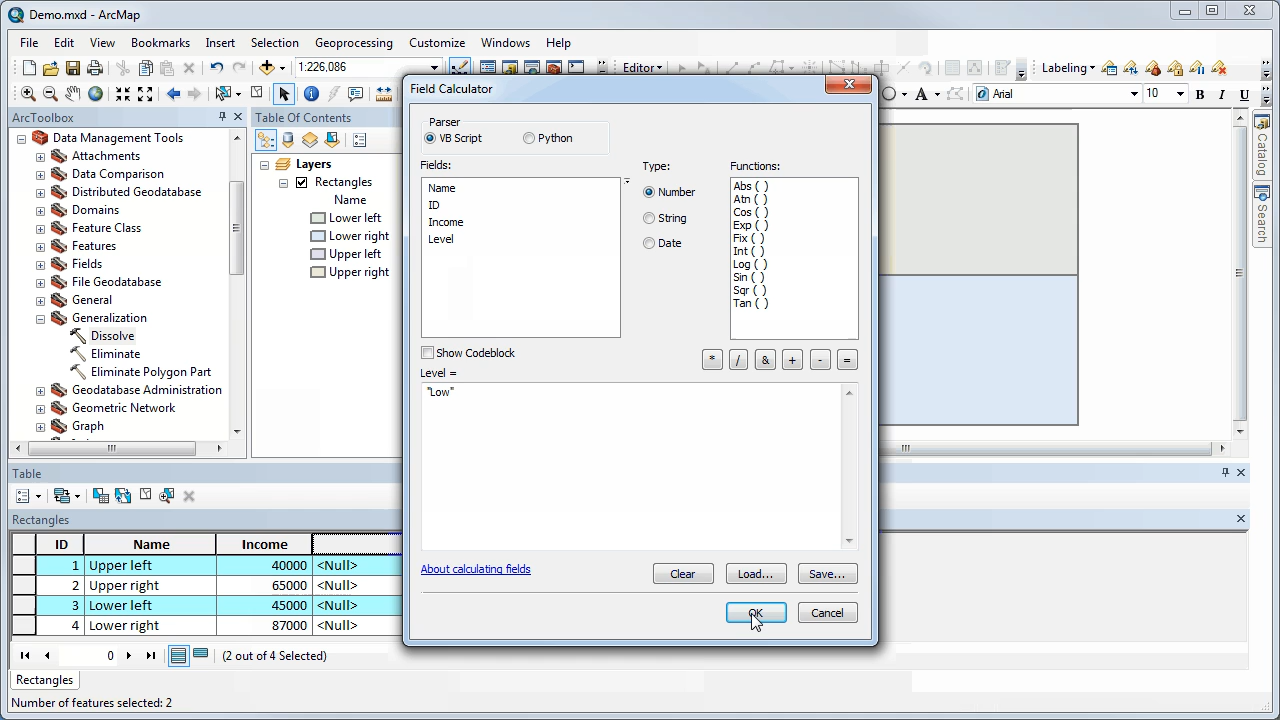 Demo.mxd - ArcMap
File Edit View Bookmarks Insert Selection Geoprocessing Customize Windows Help
1:226,086 Editor Labeling
Arial 10 B I U
ArcToolbox
Data Management Tools
Attachments
Data Comparison
Distributed Geodatabase
Domains
Feature Class
Features
Fields
File Geodatabase
General
Generalization
Dissolve
Eliminate
Eliminate Polygon Part
Geodatabase Administration
Geometric Network
Graph
Table Of Contents
Layers
Rectangles
Name
Lower left
Lower right
Upper left
Upper right
Field Calculator
Parser
VB Script Python
Fields:
Name
ID
Income
Level
Type:
Number
String
Date
Functions:
Abs ( )
Atn ( )
Cos ( )
Exp ( )
Fix ( )
Int ( )
Log ( )
Sin ( )
Sqr ( )
Tan ( )
Show Codeblock
* / & + - =
Level =
"Low"
About calculating fields
Clear Load... Save...
OK Cancel
Catalog
Search
Table
Rectangles
ID Name Income
1 Upper left 40000 <Null>
2 Upper right 65000 <Null>
3 Lower left 45000 <Null>
4 Lower right 87000 <Null>
0 (2 out of 4 Selected)
Rectangles
Number of features selected: 2